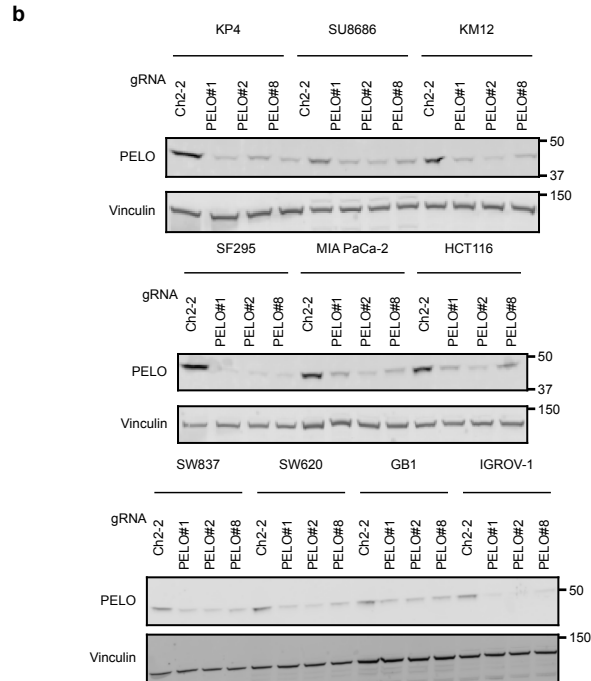 b
KP4 SU8686 KM12
gRNA Ch2-2 PELO#1 PELO#2 PELO#8 Ch2-2 PELO#1 PELO#2 PELO#8 Ch2-2 PELO#1 PELO#2 PELO#8
PELO 50
37
Vinculin 150
SF295 MIA PaCa-2 HCT116
gRNA Ch2-2 PELO#1 PELO#2 PELO#8 Ch2-2 PELO#1 PELO#2 PELO#8 Ch2-2 PELO#1 PELO#2 PELO#8
PELO 50
37
Vinculin 150
SW837 SW620 GB1 IGROV-1
gRNA Ch2-2 PELO#1 PELO#2 PELO#8 Ch2-2 PELO#1 PELO#2 PELO#8 Ch2-2 PELO#1 PELO#2 PELO#8 Ch2-2 PELO#1 PELO#2 PELO#8
PELO 50
Vinculin 150